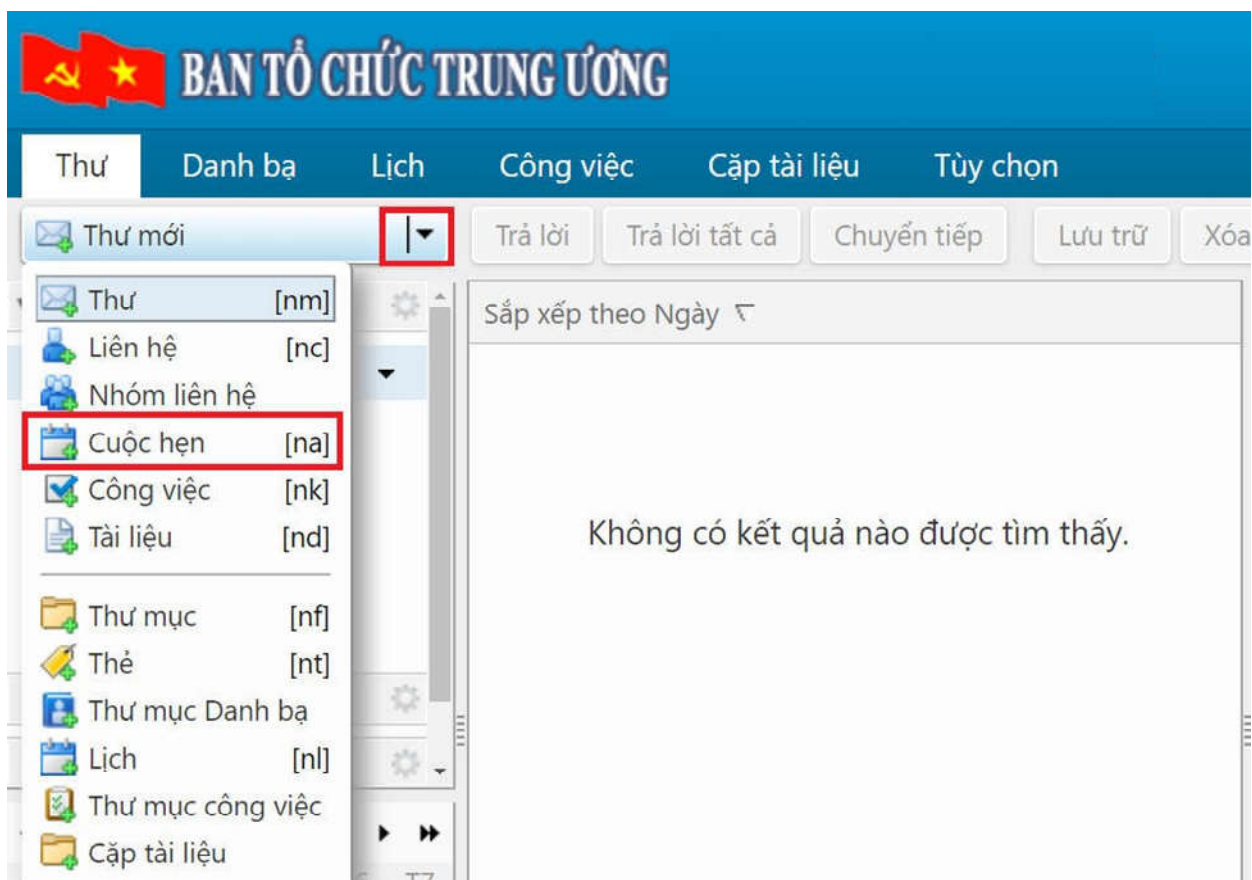 BAN TỔ CHỨC TRUNG ƯƠNG
Thư Danh bạ Lịch Công việc Cặp tài liệu Tùy chọn
Thư mới Trả lời Trả lời tất cả Chuyển tiếp Lưu trữ Xóa
Thư [nm]
Sắp xếp theo Ngày
Liên hệ [nc]
Nhóm liên hệ
Cuộc hẹn [na]
Công việc [nk]
Tài liệu [nd]
Không có kết quả nào được tìm thấy.
Thư mục [nf]
Thẻ [nt]
Thư mục Danh bạ
Lịch [nl]
Thư mục công việc
Cặp tài liệu